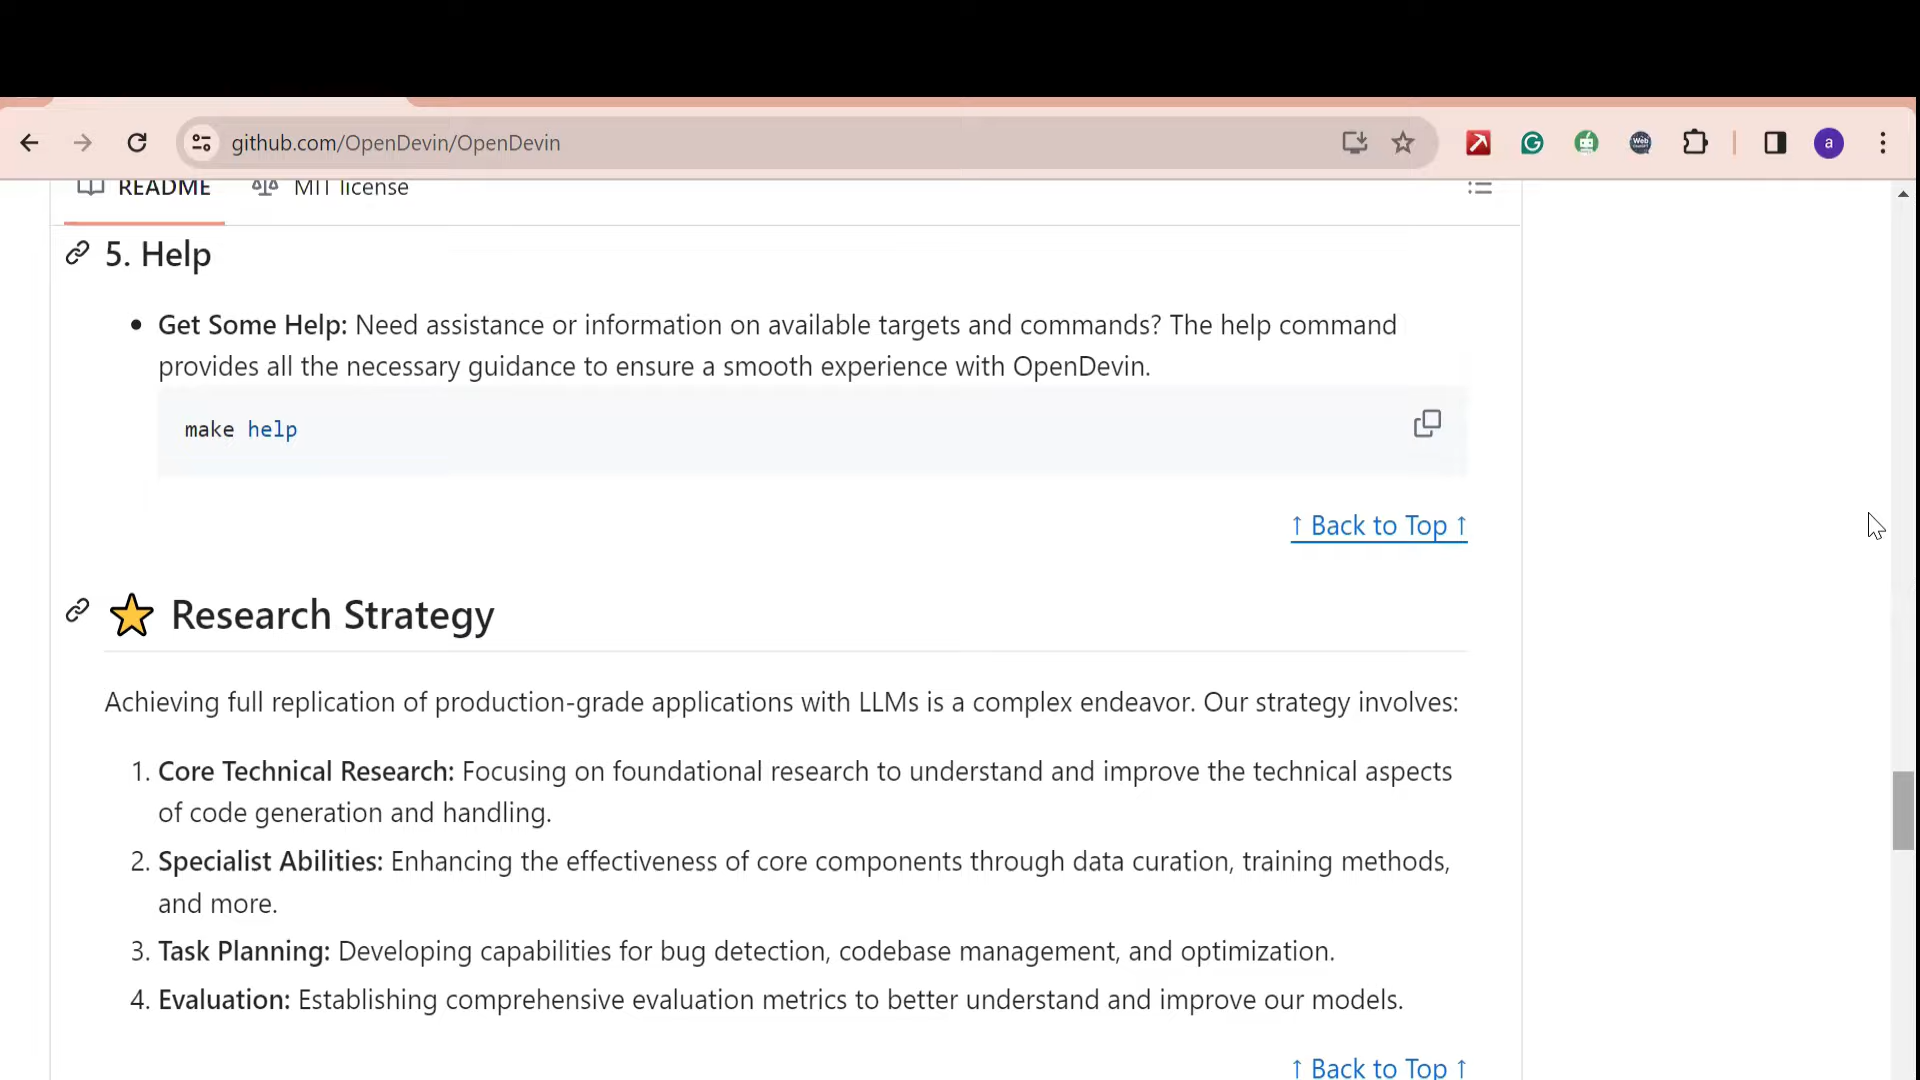 github.com/OpenDevin/OpenDevin
a
README MIT license
5. Help
Get Some Help: Need assistance or information on available targets and commands? The help command
provides all the necessary guidance to ensure a smooth experience with OpenDevin.
make help
↑ Back to Top ↑
Research Strategy
Achieving full replication of production-grade applications with LLMs is a complex endeavor. Our strategy involves:
1. Core Technical Research: Focusing on foundational research to understand and improve the technical aspects
of code generation and handling.
2. Specialist Abilities: Enhancing the effectiveness of core components through data curation, training methods,
and more.
3. Task Planning: Developing capabilities for bug detection, codebase management, and optimization.
4. Evaluation: Establishing comprehensive evaluation metrics to better understand and improve our models.
↑ Back to Top ↑